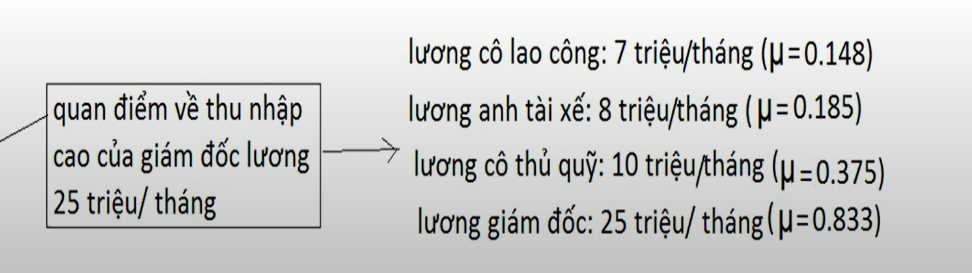 quan điểm về thu nhập
cao của giám đốc lương
25 triệu/ tháng
lương cô lao công: 7 triệu/tháng (μ=0.148)
lương anh tài xế: 8 triệu/tháng (μ=0.185)
lương cô thủ quỹ: 10 triệu/tháng (μ=0.375)
lương giám đốc: 25 triệu/ tháng(μ=0.833)